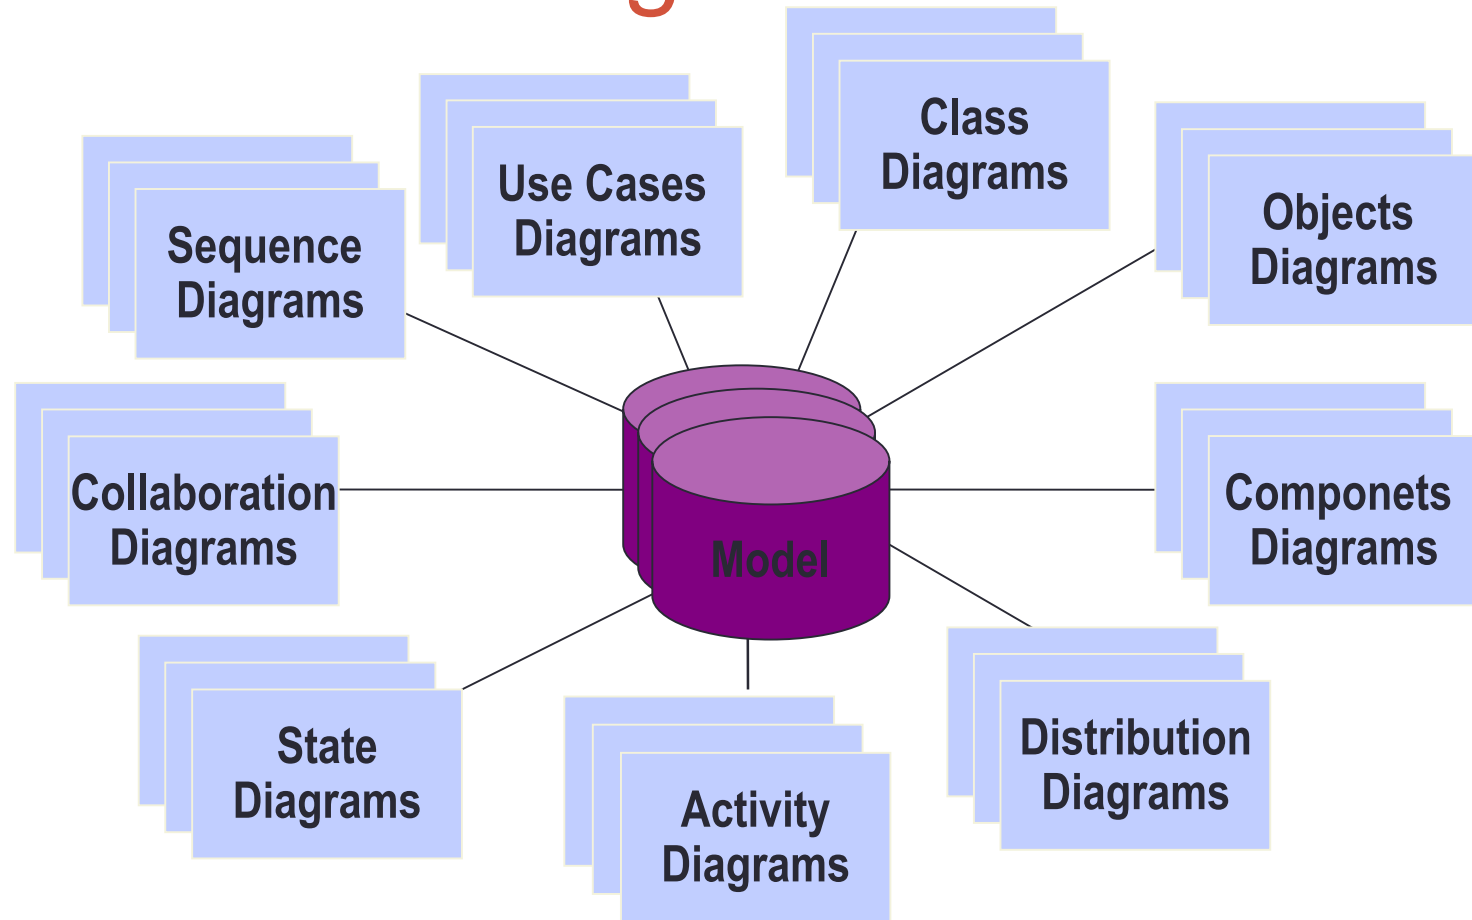 Class
Diagrams
Use Cases
Diagrams
Objects
Diagrams
Sequence
Diagrams
Collaboration
Diagrams
Componets
Diagrams
Model
State
Diagrams
Distribution
Diagrams
Activity
Diagrams